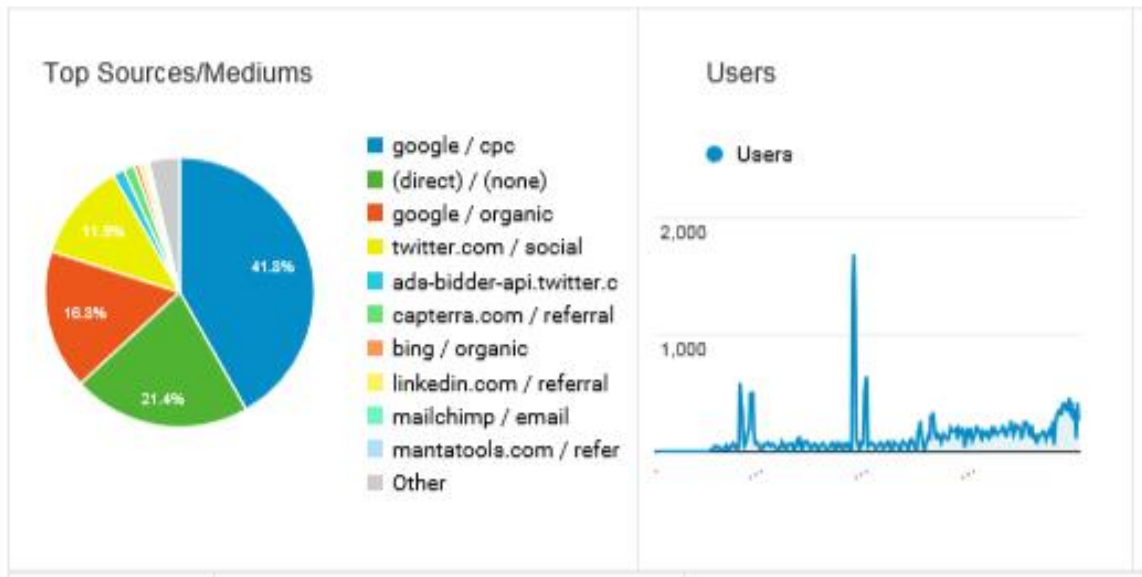 Top Sources/Mediums
google / cpc
(direct) / (none)
google / organic
twitter.com / social
ads-bidder-api.twitter.c
capterra.com / referral
bing / organic
linkedin.com / referral
mailchimp / email
mantatools.com / refer
Other
41.8%
21.4%
16.3%
11.9%
Users
Users
2,000
1,000
...
...
...